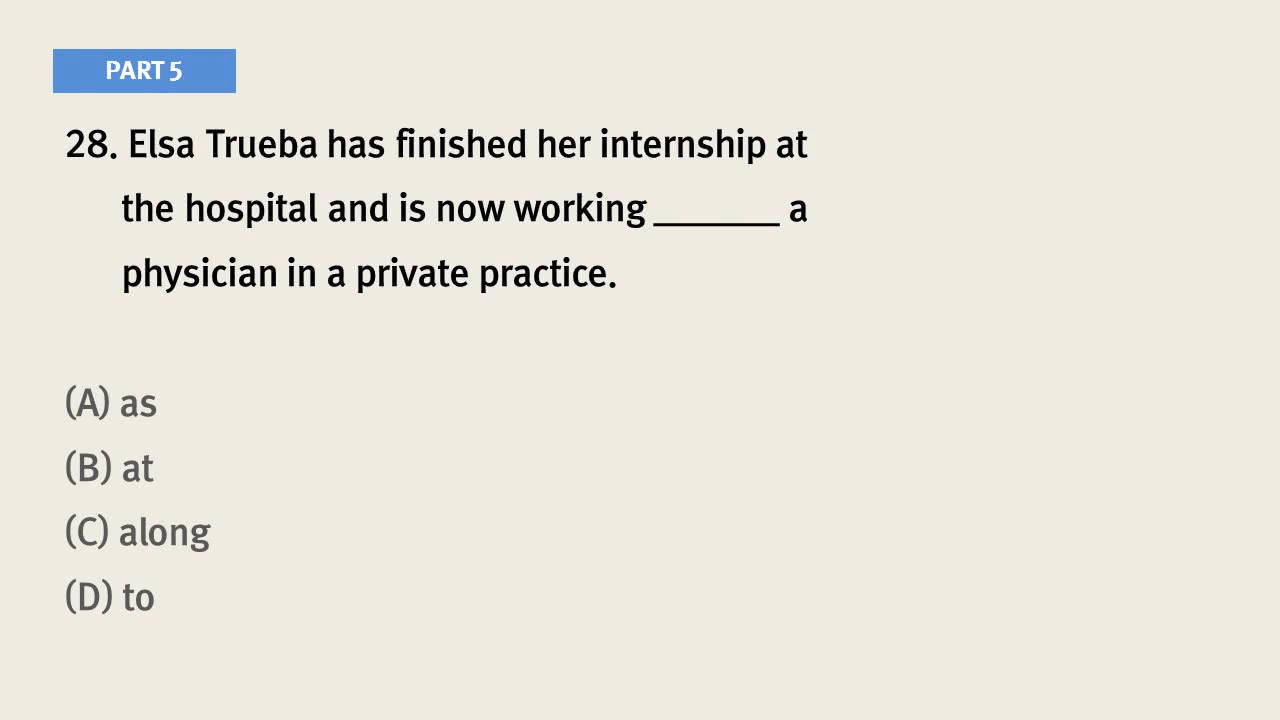 PART 5
28. Elsa Trueba has finished her internship at
the hospital and is now working _______ a
physician in a private practice.
(A) as
(B) at
(C) along
(D) to